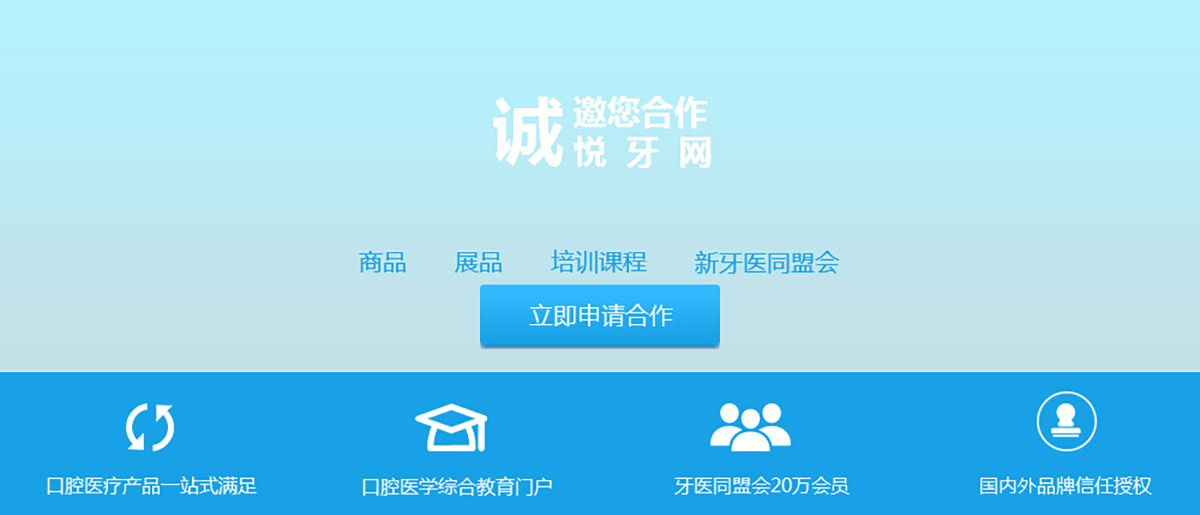 诚邀您合作
悦牙网
商品 展品 培训课程 新牙医同盟会
立即申请合作
口腔医疗产品一站式满足 口腔医学综合教育门户 牙医同盟会20万会员 国内外品牌信任授权